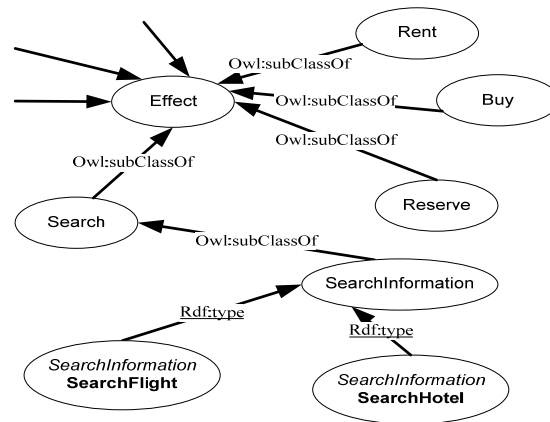 Rent
Owl:subClassOf
Effect
Owl:subClassOf
Buy
Owl:subClassOf
Owl:subClassOf
Search
Reserve
Owl:subClassOf
SearchInformation
Rdf:type
Rdf:type
SearchInformation
SearchFlight
SearchInformation
SearchHotel